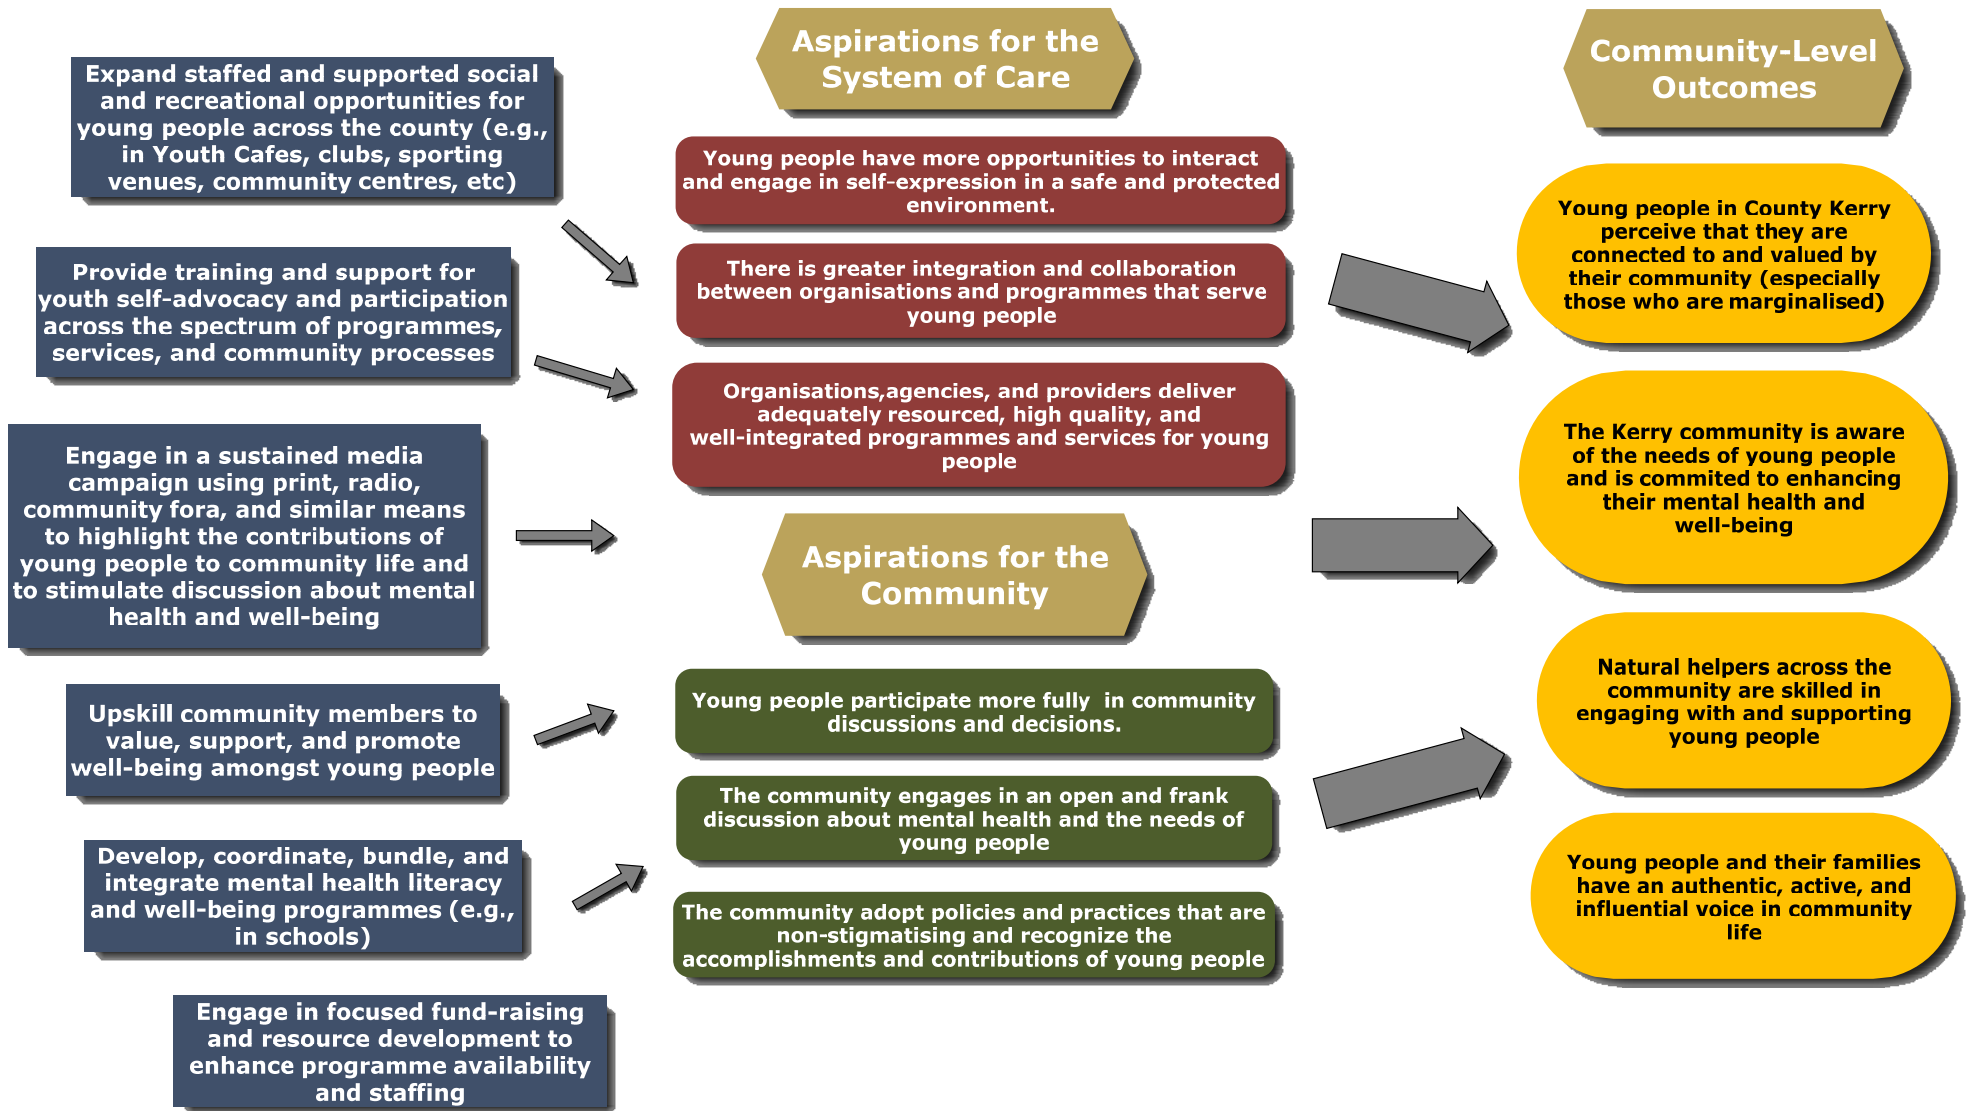 Expand staffed and supported social
and recreational opportunities for
young people across the county (e.g.,
in Youth Cafes, clubs, sporting
venues, community centres, etc)
Provide training and support for
youth self-advocacy and participation
across the spectrum of programmes,
services, and community processes
Engage in a sustained media
campaign using print, radio,
community fora, and similar means
to highlight the contributions of
young people to community life and
to stimulate discussion about mental
health and well-being
Upskill community members to
value, support, and promote
well-being amongst young people
Develop, coordinate, bundle, and
integrate mental health literacy
and well-being programmes (e.g.,
in schools)
Engage in focused fund-raising
and resource development to
enhance programme availability
and staffing
Aspirations for the
System of Care
Young people have more opportunities to interact
and engage in self-expression in a safe and protected
environment.
There is greater integration and collaboration
between organisations and programmes that serve
young people
Organisations,agencies, and providers deliver
adequately resourced, high quality, and
well-integrated programmes and services for young
people
Aspirations for the
Community
Young people participate more fully in community
discussions and decisions.
The community engages in an open and frank
discussion about mental health and the needs of
young people
The community adopt policies and practices that are
non-stigmatising and recognize the
accomplishments and contributions of young people
Community-Level
Outcomes
Young people in County Kerry
perceive that they are
connected to and valued by
their community (especially
those who are marginalised)
The Kerry community is aware
of the needs of young people
and is commited to enhancing
their mental health and
well-being
Natural helpers across the
community are skilled in
engaging with and supporting
young people
Young people and their families
have an authentic, active, and
influential voice in community
life